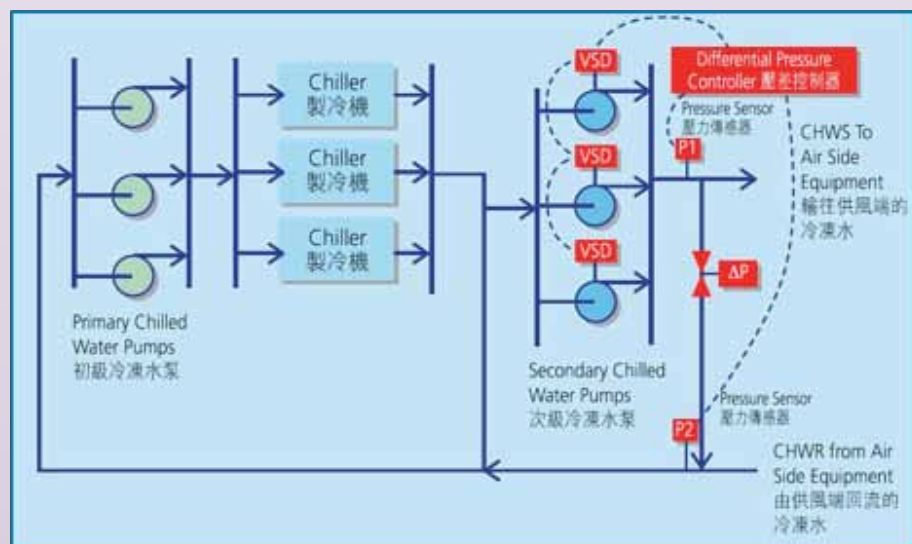 Chiller
製冷機
Chiller
製冷機
Chiller
製冷機
Primary Chilled
Water Pumps
初級冷凍水泵
VSD
VSD
VSD
Secondary Chilled
Water Pumps
次級冷凍水泵
Differential Pressure
Controller 壓差控制器
Pressure Sensor
壓力傳感器
P1
CHWS To
Air Side
Equipment
輸往供風端的
冷凍水
ΔP
Pressure Sensor
壓力傳感器
P2
CHWR from Air
Side Equipment
由供風端回流的
冷凍水